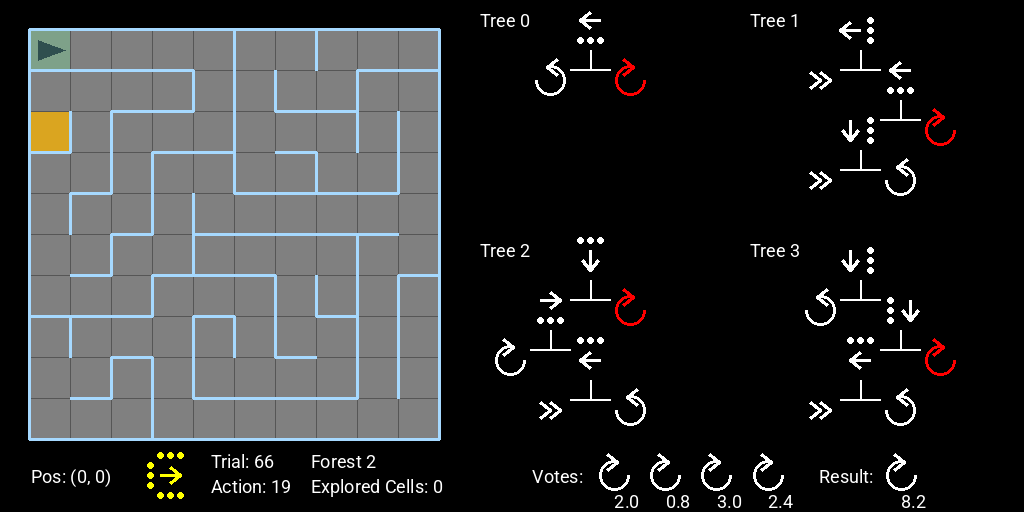 Tree 0
Tree 1
Tree 2
Tree 3
Pos: (0, 0)
Trial: 66
Forest 2
Action: 19
Explored Cells: 0
Votes:
2.0
0.8
3.0
2.4
Result:
8.2